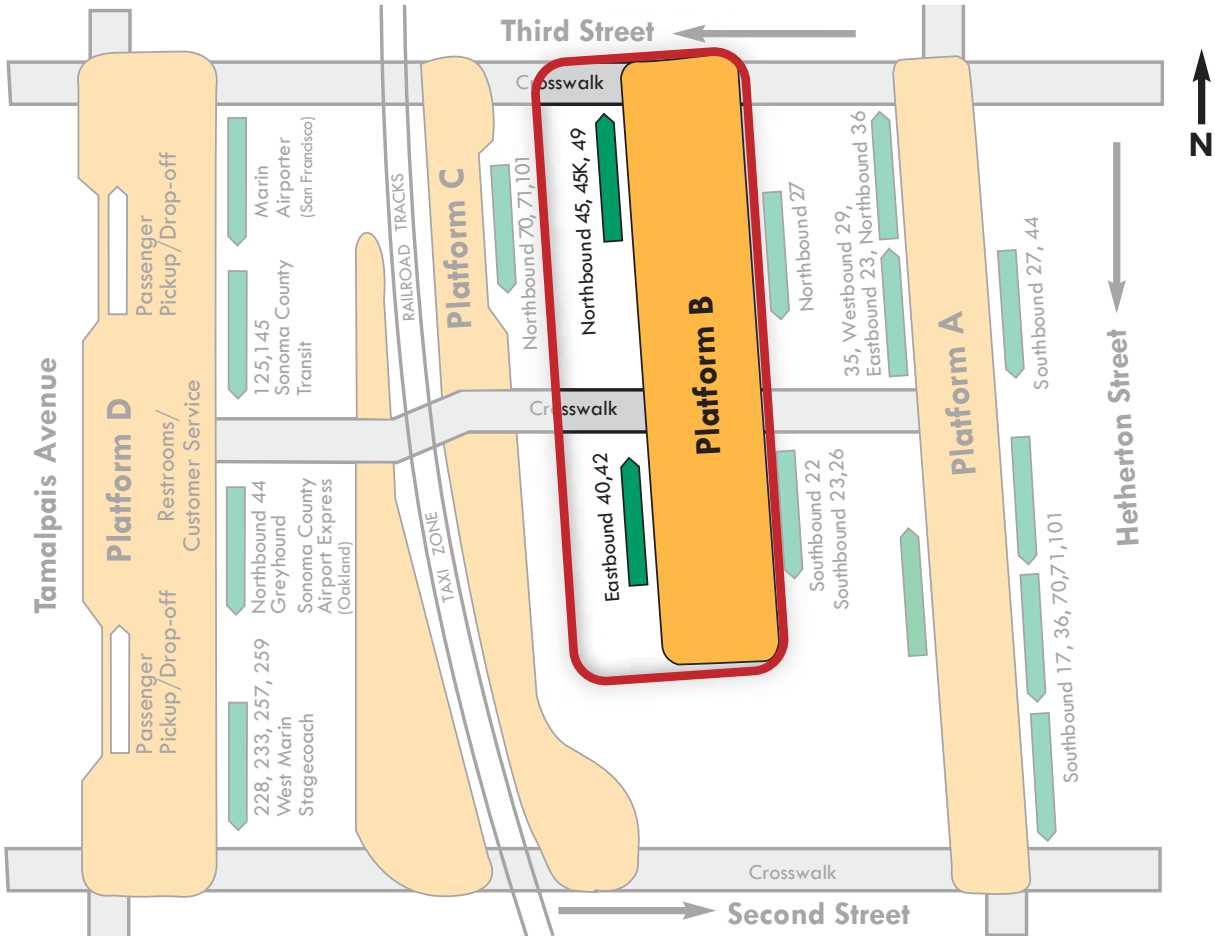 Third Street
Crosswalk
N
Marin
Airporter
(San Francisco)
Passenger
Pickup/Drop-off
RAILROAD TRACKS
Platform C
Northbound 70, 71,101
Northbound 45, 45K, 49
Platform B
Northbound 27
35, Westbound 29,
Eastbound 23, Northbound 36
Platform A
Southbound 27, 44
Hetherton Street
125,145
Sonoma County
Transit
Crosswalk
Tamalpais Avenue
Platform D
Restrooms/
Customer Service
Northbound 44
Greyhound
Sonoma County
Airport Express
(Oakland)
TAXI ZONE
Eastbound 40,42
Southbound 22
Southbound 23,26
Southbound 17, 36, 70,71,101
Passenger
Pickup/Drop-off
228, 233, 257, 259
West Marin
Stagecoach
Crosswalk
Second Street